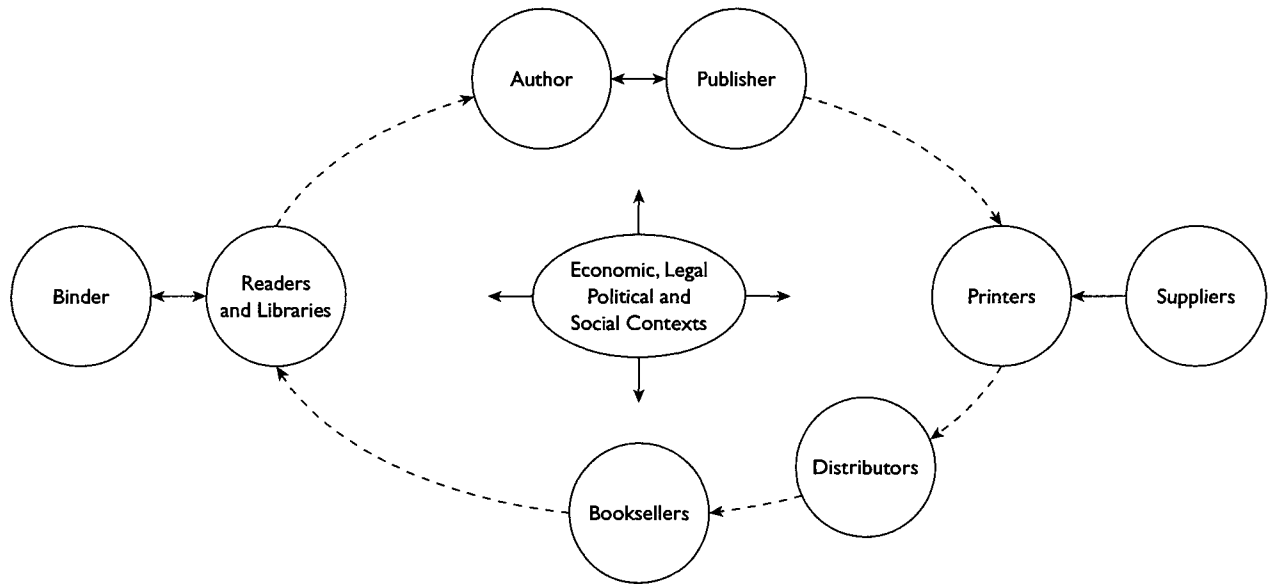 Author
Publisher
Binder
Readers
and Libraries
Economic, Legal
Political and
Social Contexts
Printers
Suppliers
Distributors
Booksellers